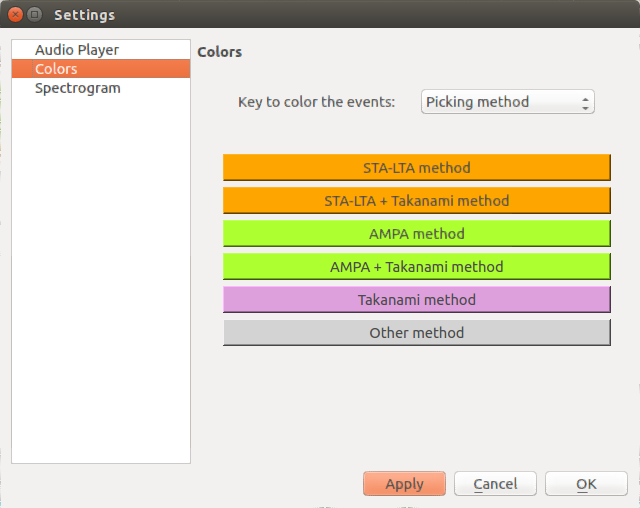 Settings
Audio Player
Colors
Spectrogram
Colors
Key to color the events: Picking method
STA-LTA method
STA-LTA + Takanami method
AMPA method
AMPA + Takanami method
Takanami method
Other method
Apply Cancel OK